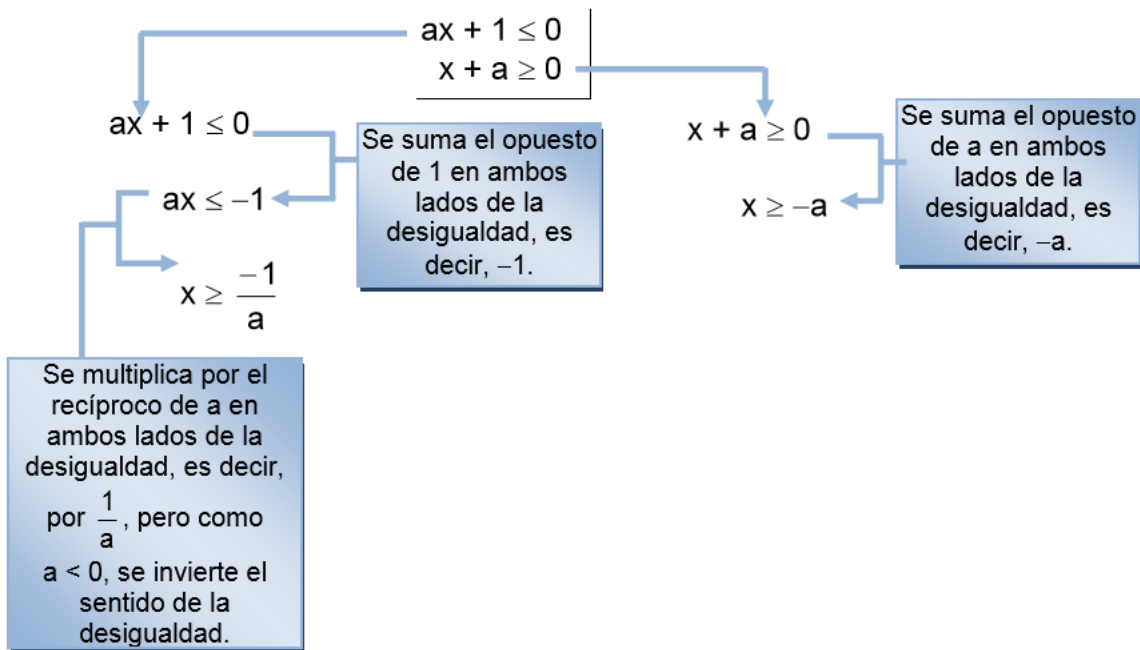 ax + 1 ≤ 0
x + a ≥ 0
ax + 1 ≤ 0
ax ≤ −1
x ≥ −1/a
Se suma el opuesto
de 1 en ambos
lados de la
desigualdad, es
decir, −1.
x + a ≥ 0
x ≥ −a
Se suma el opuesto
de a en ambos
lados de la
desigualdad, es
decir, −a.
Se multiplica por el
recíproco de a en
ambos lados de la
desigualdad, es decir,
por 1/a, pero como
a < 0, se invierte el
sentido de la
desigualdad.